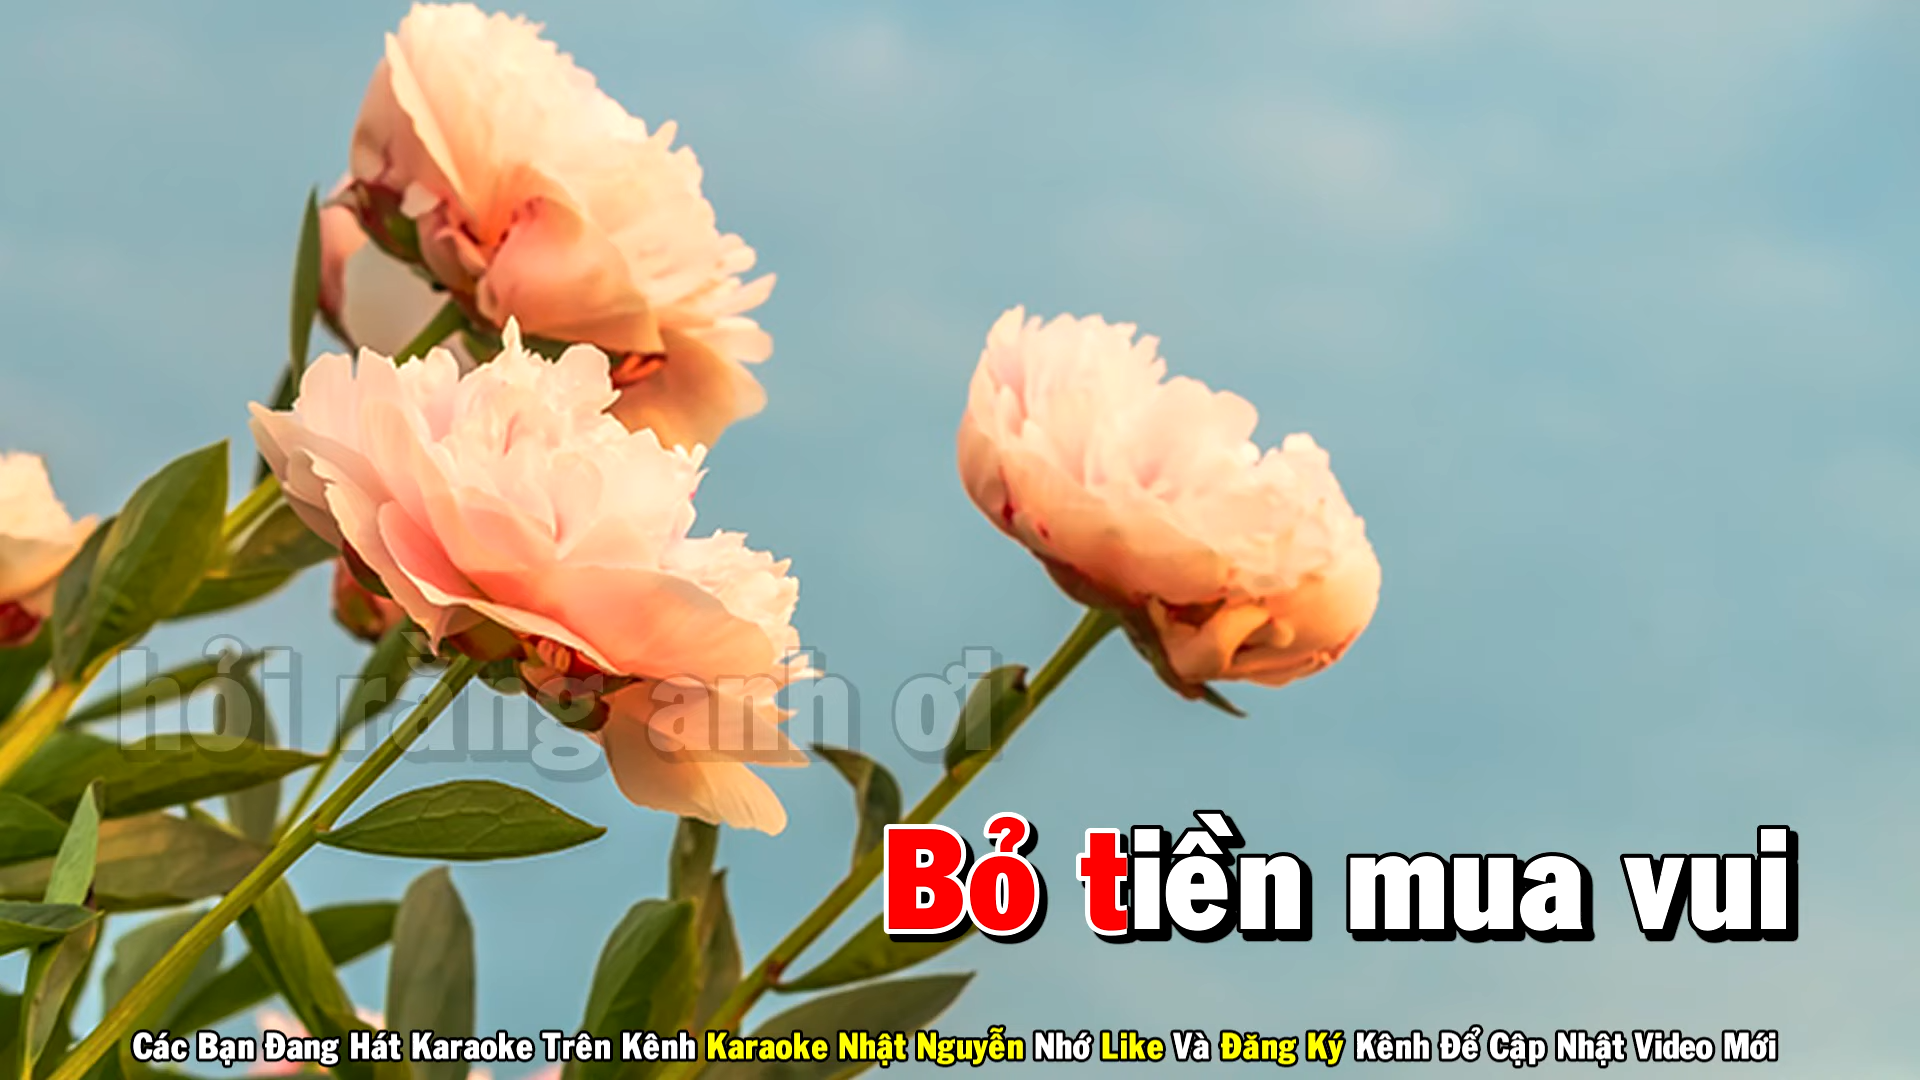 hỏi rằng anh ơi
Bỏ tiền mua vui
Các Bạn Đang Hát Karaoke Trên Kênh Karaoke Nhật Nguyễn Nhớ Like Và Đăng Ký Kênh Để Cập Nhật Video Mới